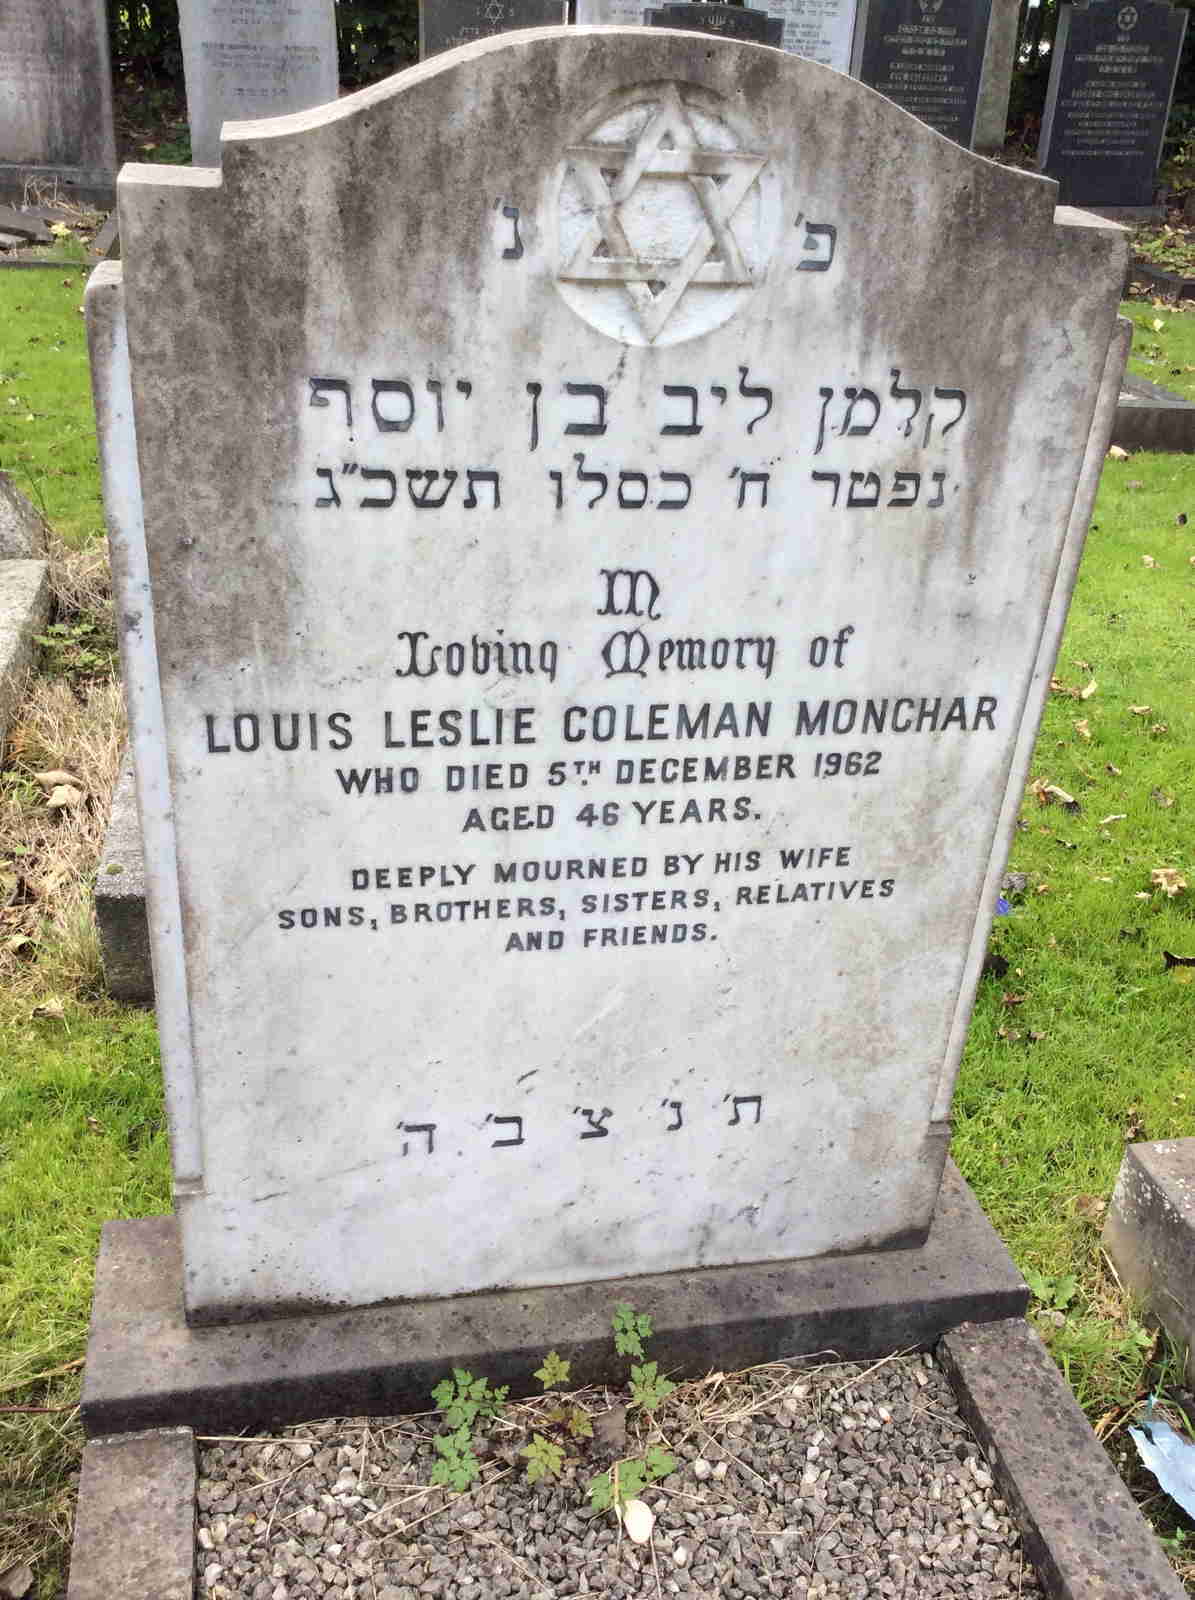 פ' נ'
קלמן ליב בן יוסף
נפטר ח' כסלו תשכ"ג
In
Loving Memory of
LOUIS LESLIE COLEMAN MONCHAR
WHO DIED 5TH DECEMBER 1962
AGED 46 YEARS.
DEEPLY MOURNED BY HIS WIFE
SONS, BROTHERS, SISTERS, RELATIVES
AND FRIENDS.
ת' נ' צ' ב' ה'